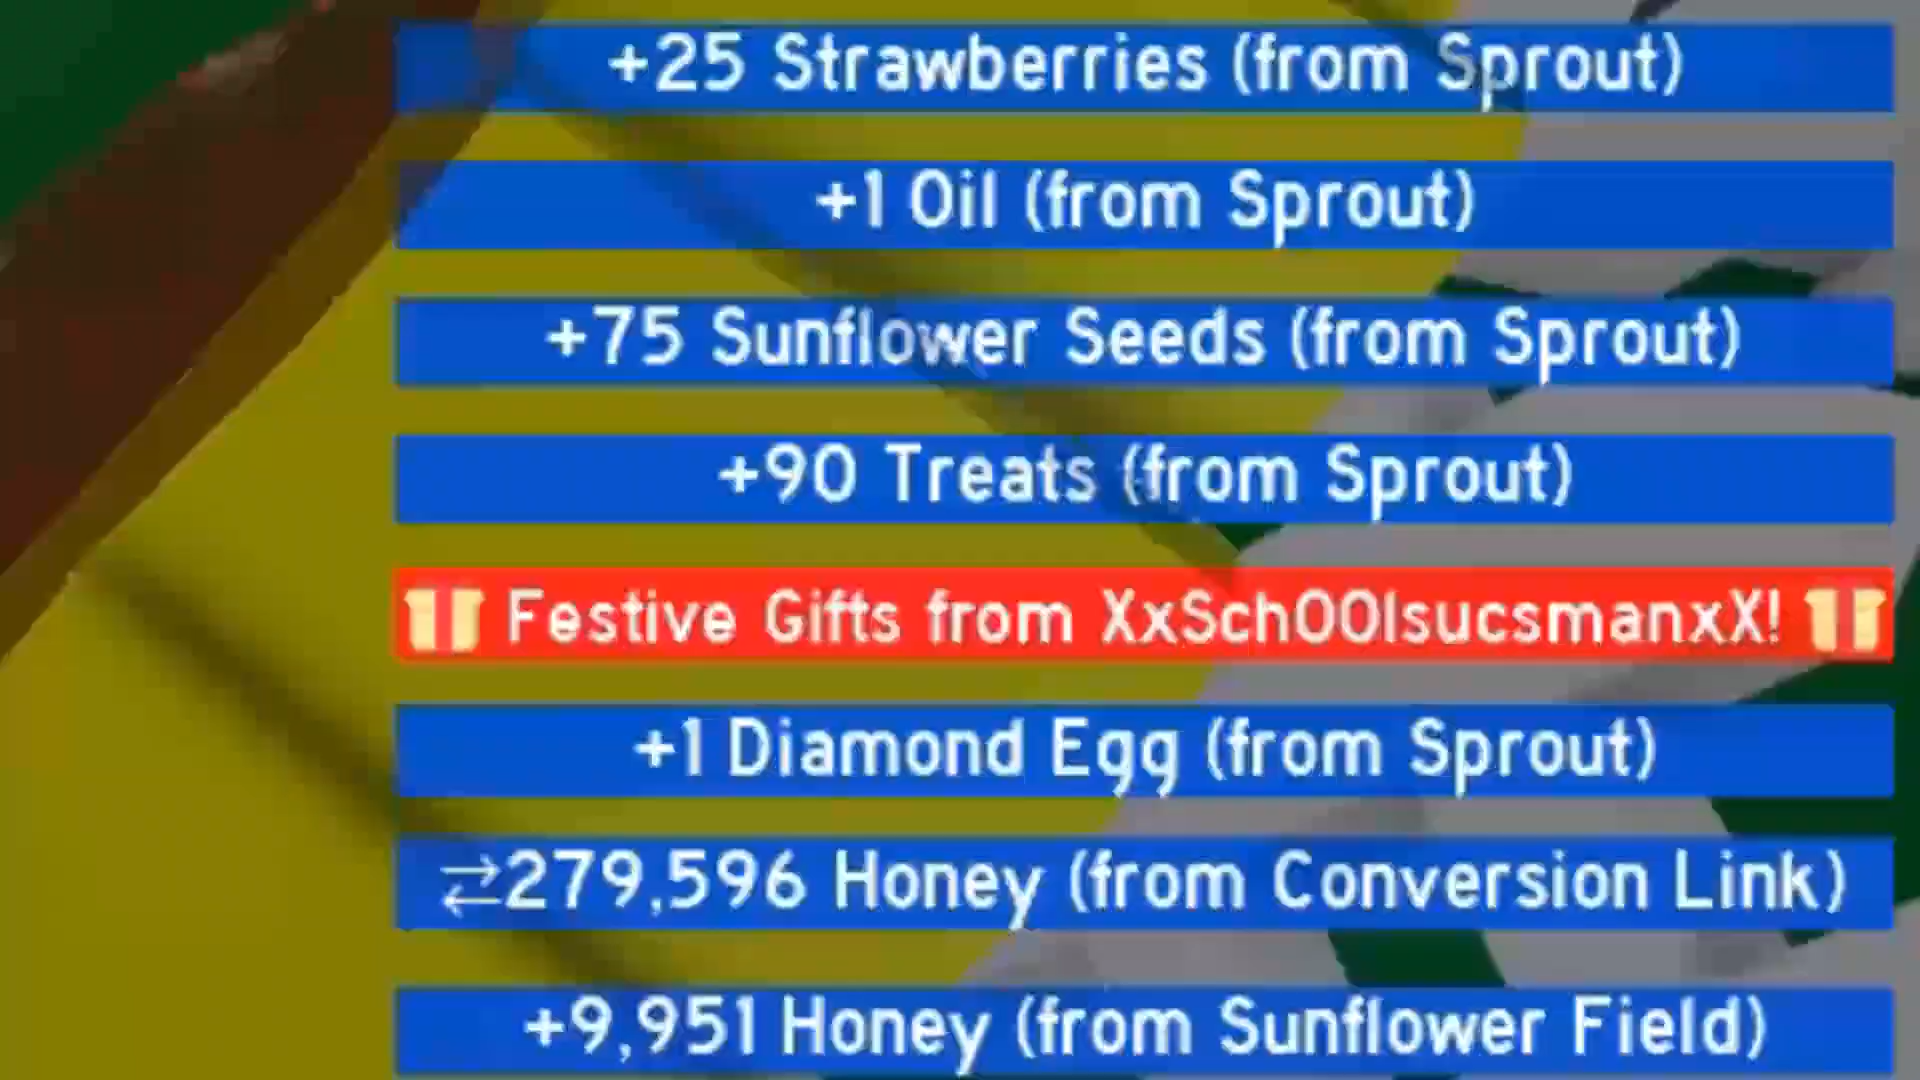 +25 Strawberries (from Sprout)
+1 Oil (from Sprout)
+75 Sunflower Seeds (from Sprout)
+90 Treats (from Sprout)
🎁 Festive Gifts from XxSchOOlsucsmanxX! 🎁
+1 Diamond Egg (from Sprout)
⇄279,596 Honey (from Conversion Link)
+9,951 Honey (from Sunflower Field)